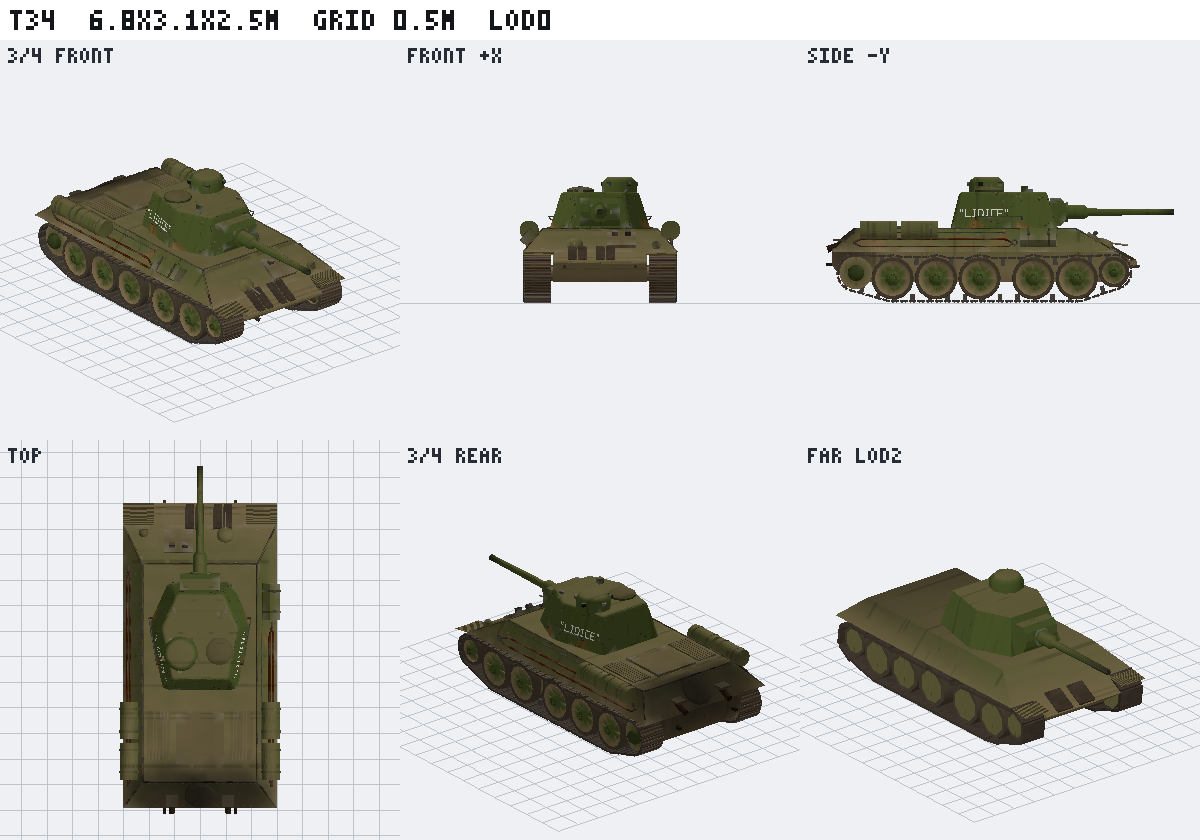 T34 6.8X3.1X2.5M GRID 0.5M LOD0
3/4 FRONT
FRONT +X
SIDE -Y
"LIDICE"
"LIDICE"
TOP
3/4 REAR
FAR LOD2
"LIDICE"